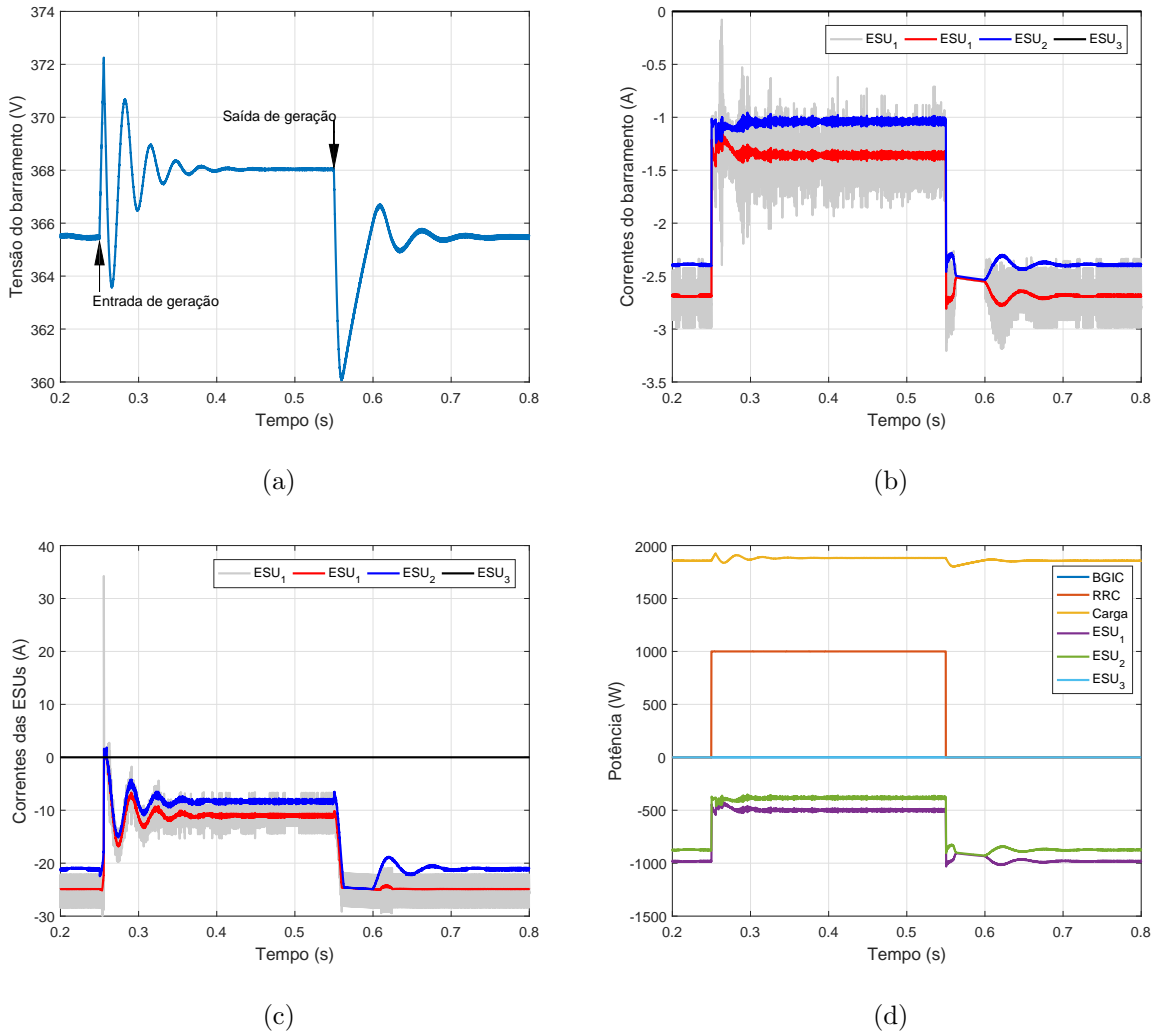 374
372
370
368
366
364
362
360
Tensão do barramento (V)
Saída de geração
Entrada de geração
0.2 0.3 0.4 0.5 0.6 0.7 0.8
Tempo (s)
(a)
0
-0.5
-1
-1.5
-2
-2.5
-3
-3.5
Correntes do barramento (A)
ESU1 ESU1 ESU2 ESU3
0.2 0.3 0.4 0.5 0.6 0.7 0.8
Tempo (s)
(b)
40
30
20
10
0
-10
-20
-30
Correntes das ESUs (A)
ESU1 ESU1 ESU2 ESU3
0.2 0.3 0.4 0.5 0.6 0.7 0.8
Tempo (s)
(c)
2000
1500
1000
500
0
-500
-1000
-1500
Potência (W)
BGIC
RRC
Carga
ESU1
ESU2
ESU3
0.2 0.3 0.4 0.5 0.6 0.7 0.8
Tempo (s)
(d)